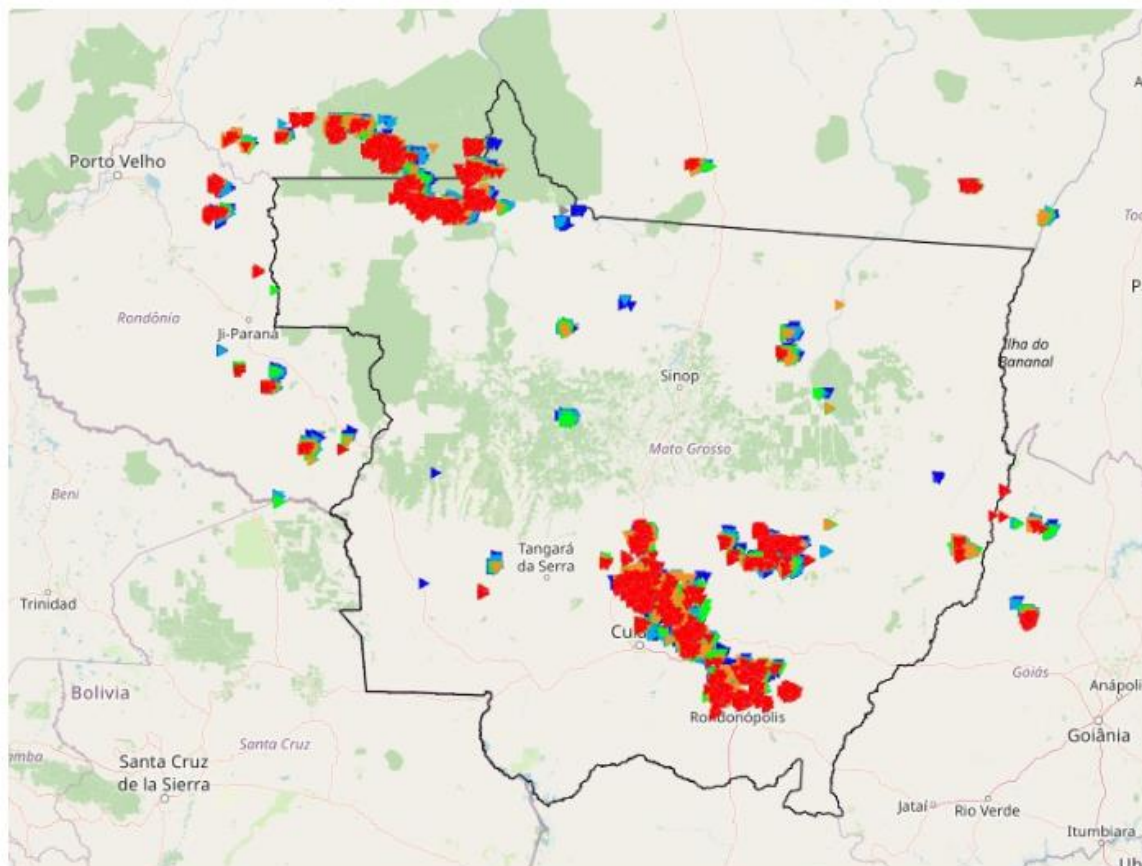 Porto Velho
Rondônia
Ji-Paraná
Sinop
Ilha do
Bananal
Mato Grosso
Beni
Tangará
da Serra
Trinidad
Goiás
Bolivia
Rondonópolis
Anápoli
Goiânia
Santa Cruz
Santa Cruz
de la Sierra
Jataí
Rio Verde
Itumbiara